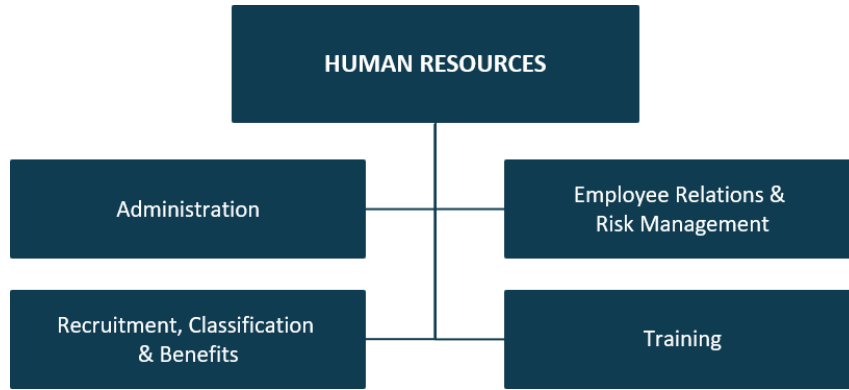 HUMAN RESOURCES
Administration
Employee Relations &
Risk Management
Recruitment, Classification
& Benefits
Training